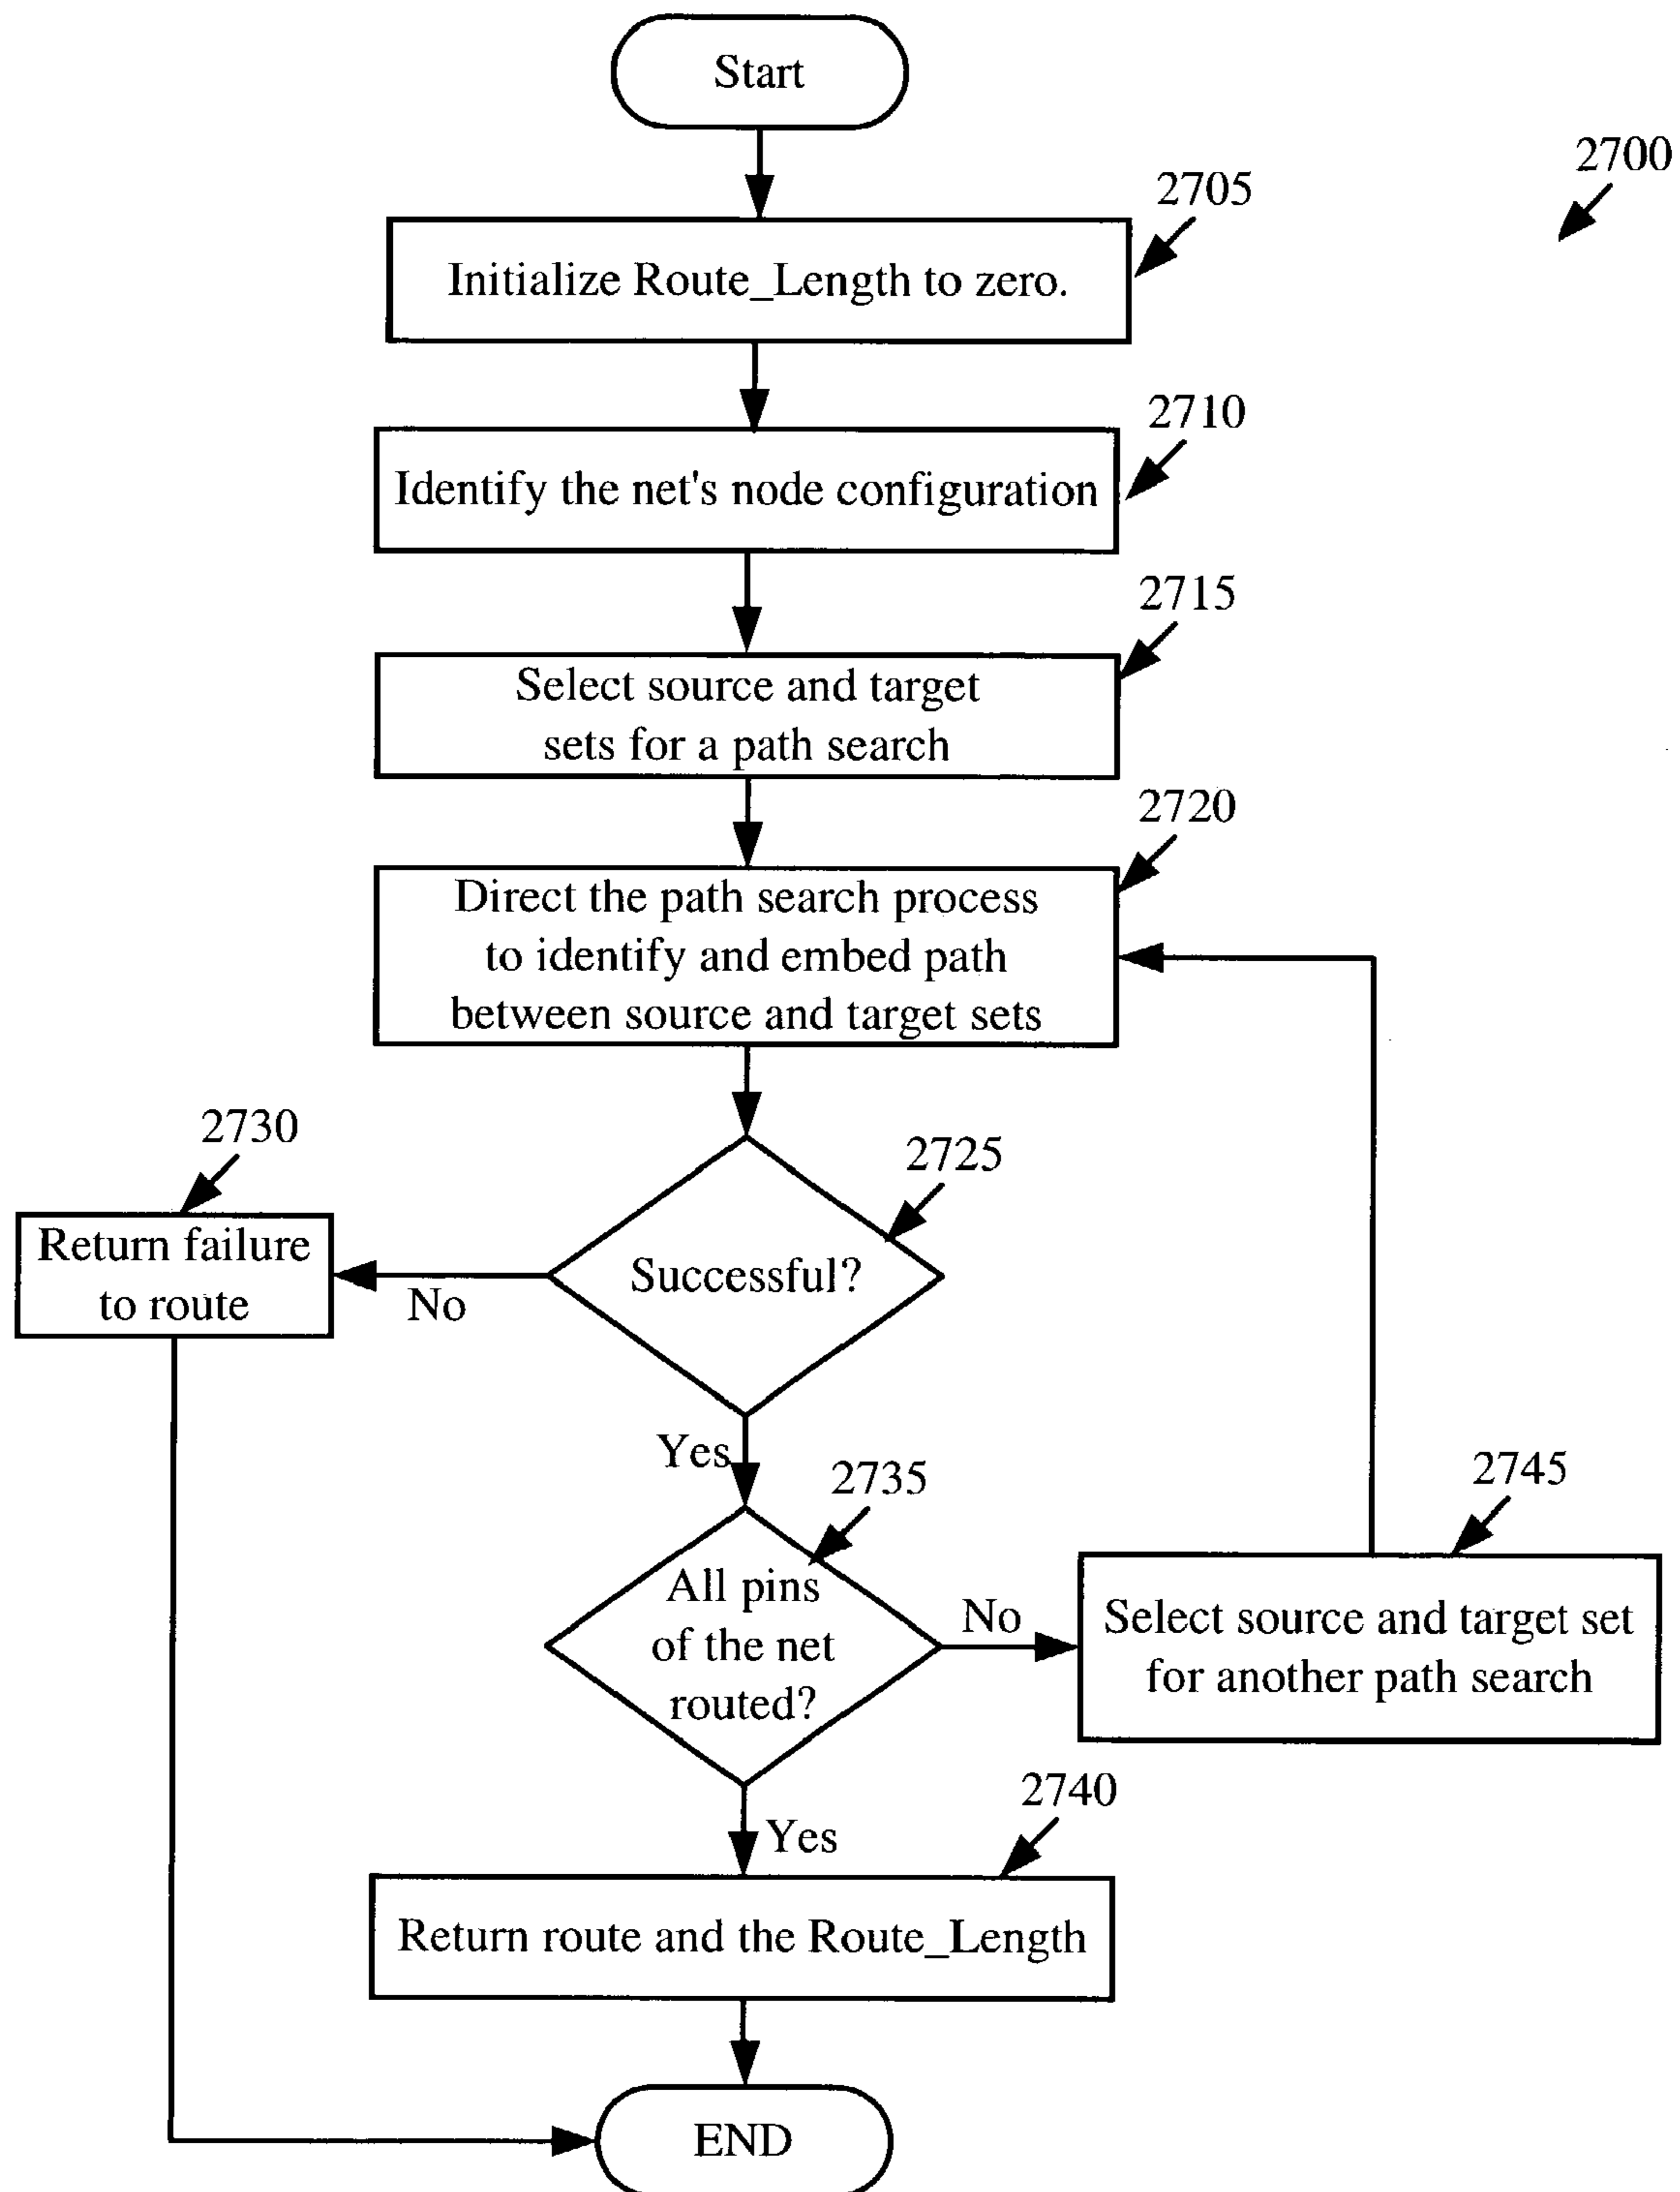 Start
2700
2705
Initialize Route_Length to zero.
2710
Identify the net's node configuration
2715
Select source and target
sets for a path search
2720
Direct the path search process
to identify and embed path
between source and target sets
2730
2725
Return failure
to route
No
Successful?
Yes
2735
2745
All pins
of the net
routed?
No
Select source and target set
for another path search
2740
Yes
Return route and the Route_Length
END